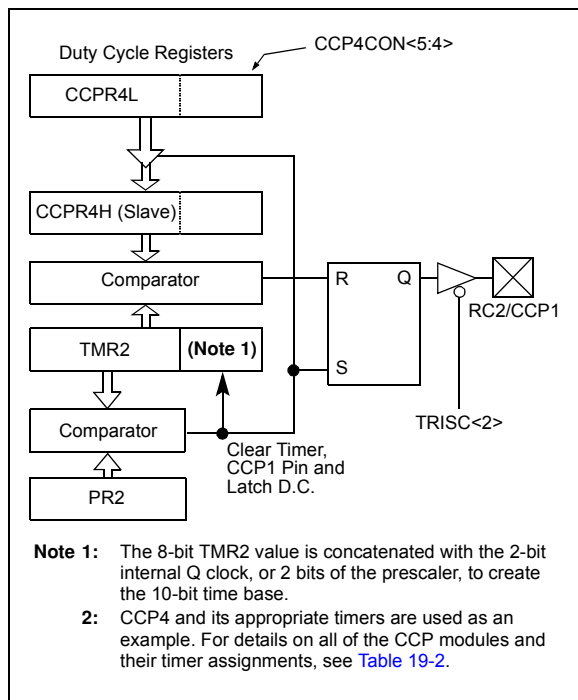 Duty Cycle Registers
CCP4CON<5:4>
CCPR4L
CCPR4H (Slave)
Comparator
R
Q
RC2/CCP1
TMR2
(Note 1)
S
TRISC<2>
Comparator
Clear Timer,
CCP1 Pin and
Latch D.C.
PR2
Note 1: The 8-bit TMR2 value is concatenated with the 2-bit
internal Q clock, or 2 bits of the prescaler, to create
the 10-bit time base.
2: CCP4 and its appropriate timers are used as an
example. For details on all of the CCP modules and
their timer assignments, see Table 19-2.